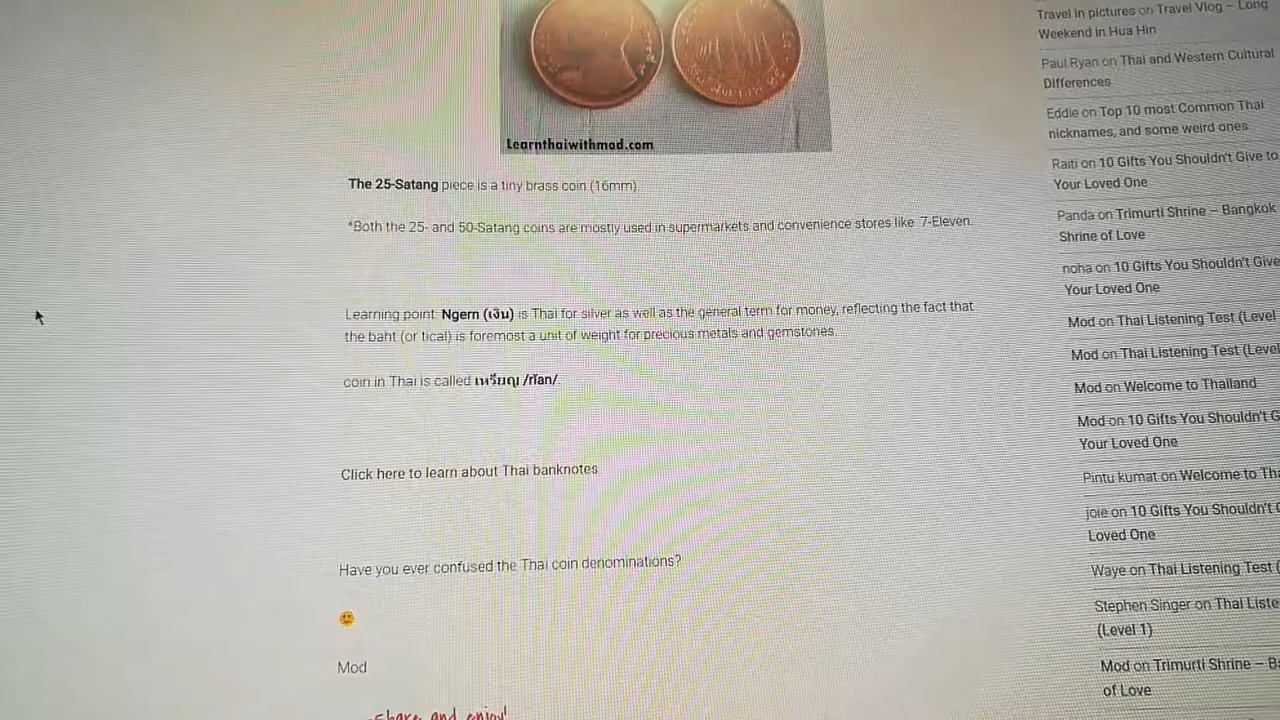 Learnthaiwithmod.com
The 25-Satang piece is a tiny brass coin (16mm).
*Both the 25- and 50-Satang coins are mostly used in supermarkets and convenience stores like 7-Eleven.
Learning point: Ngern (เงิน) is Thai for silver as well as the general term for money, reflecting the fact that
the baht (or tical) is foremost a unit of weight for precious metals and gemstones.
coin in Thai is called เหรียญ /rǐan/.
Click here to learn about Thai banknotes
Have you ever confused the Thai coin denominations?
Mod
share and enjoy!
Travel in pictures on Travel Vlog – Long
Weekend in Hua Hin
Paul Ryan on Thai and Western Cultural
Differences
Eddie on Top 10 most Common Thai
nicknames, and some weird ones
Raiti on 10 Gifts You Shouldn't Give to
Your Loved One
Panda on Trimurti Shrine – Bangkok
Shrine of Love
noha on 10 Gifts You Shouldn't Give
Your Loved One
Mod on Thai Listening Test (Level
Mod on Thai Listening Test (Level
Mod on Welcome to Thailand
Mod on 10 Gifts You Shouldn't G
Your Loved One
Pintu kumat on Welcome to Th
joie on 10 Gifts You Shouldn't G
Loved One
Waye on Thai Listening Test (
Stephen Singer on Thai Liste
(Level 1)
Mod on Trimurti Shrine – Ba
of Love